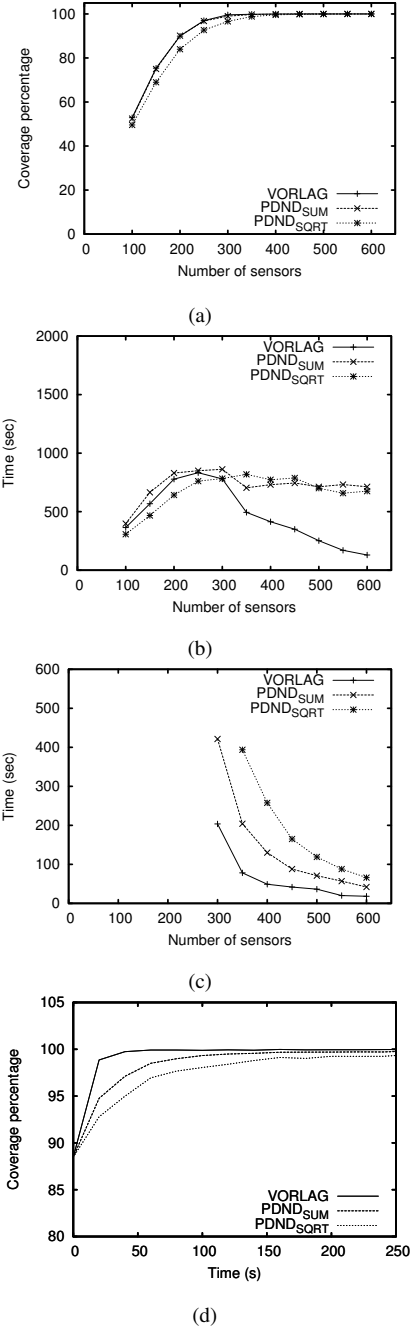 100
80
60
40
20
0
Coverage percentage
VORLAG
PDND_SUM
PDND_SQRT
0 100 200 300 400 500 600
Number of sensors
(a)
2000
1500
1000
500
0
Time (sec)
VORLAG
PDND_SUM
PDND_SQRT
0 100 200 300 400 500 600
Number of sensors
(b)
600
500
400
300
200
100
0
Time (sec)
VORLAG
PDND_SUM
PDND_SQRT
0 100 200 300 400 500 600
Number of sensors
(c)
105
100
95
90
85
80
Coverage percentage
VORLAG
PDND_SUM
PDND_SQRT
0 50 100 150 200 250
Time (s)
(d)